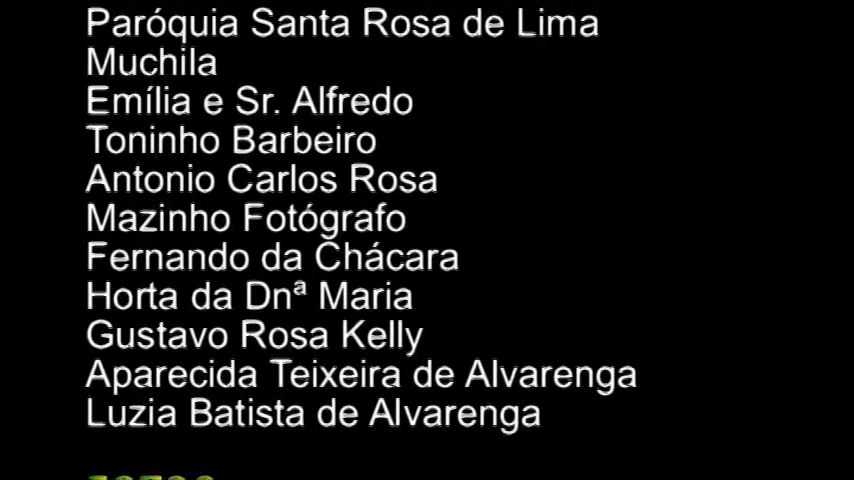 Paróquia Santa Rosa de Lima
Muchila
Emília e Sr. Alfredo
Toninho Barbeiro
Antonio Carlos Rosa
Mazinho Fotógrafo
Fernando da Chácara
Horta da Dnª Maria
Gustavo Rosa Kelly
Aparecida Teixeira de Alvarenga
Luzia Batista de Alvarenga